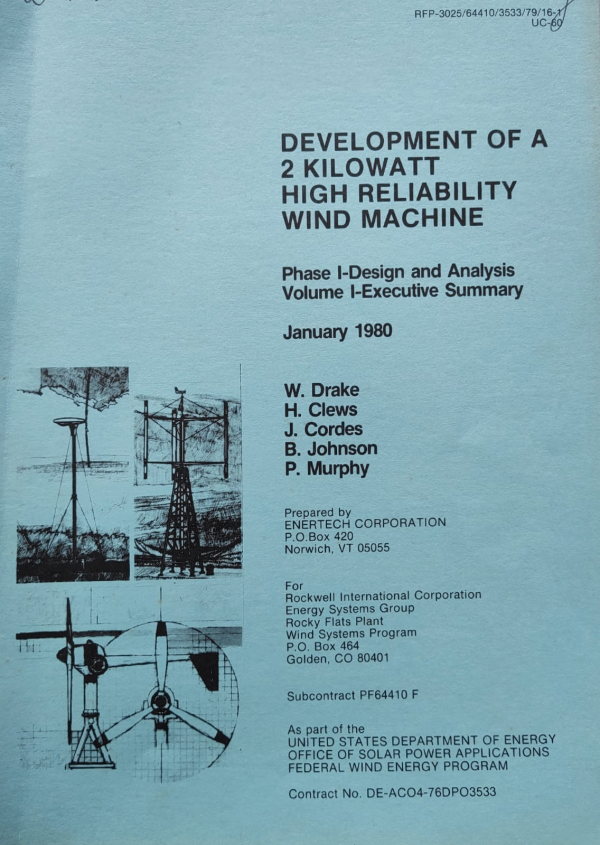 RFP-3025/64410/3533/79/16-1
UC-60
DEVELOPMENT OF A
2 KILOWATT
HIGH RELIABILITY
WIND MACHINE
Phase I-Design and Analysis
Volume I-Executive Summary
January 1980
W. Drake
H. Clews
J. Cordes
B. Johnson
P. Murphy
Prepared by
ENERTECH CORPORATION
P.O.Box 420
Norwich, VT 05055
For
Rockwell International Corporation
Energy Systems Group
Rocky Flats Plant
Wind Systems Program
P.O. Box 464
Golden, CO 80401
Subcontract PF64410 F
As part of the
UNITED STATES DEPARTMENT OF ENERGY
OFFICE OF SOLAR POWER APPLICATIONS
FEDERAL WIND ENERGY PROGRAM
Contract No. DE-ACO4-76DPO3533